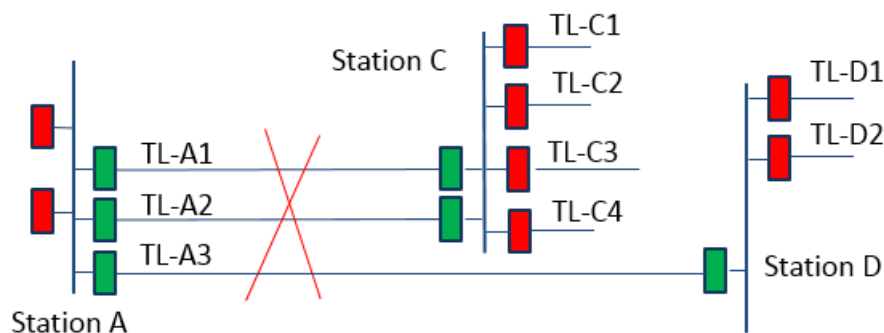 TL-C1
Station C
TL-D1
TL-C2
TL-D2
TL-A1
TL-C3
TL-A2
TL-C4
TL-A3
Station D
Station A